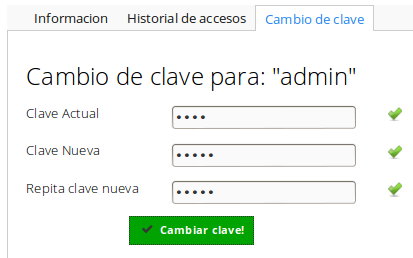 Informacion Historial de accesos Cambio de clave
Cambio de clave para: "admin"
Clave Actual ••••
Clave Nueva •••••
Repita clave nueva •••••
Cambiar clave!